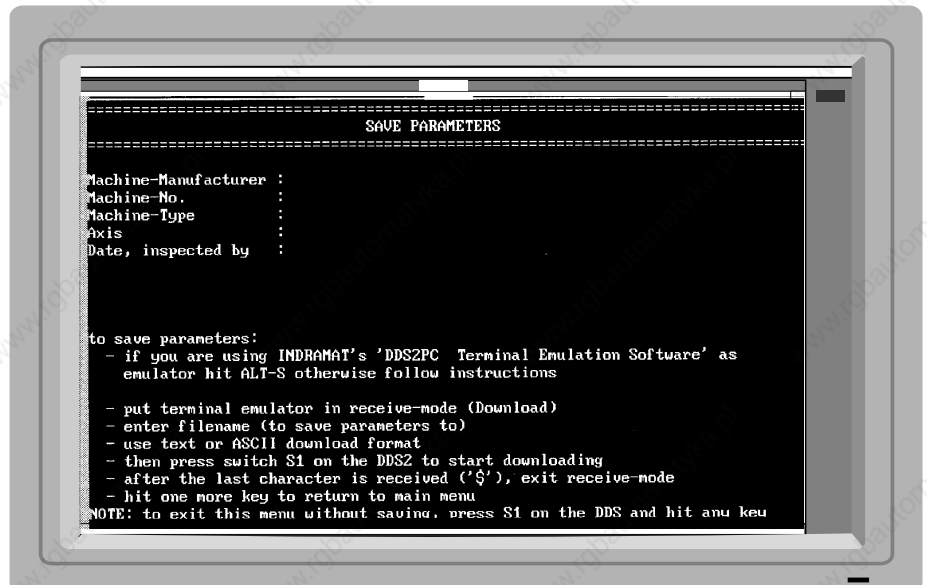 ================================================================================
SAVE PARAMETERS
================================================================================
Machine-Manufacturer :
Machine-No. :
Machine-Type :
Axis :
Date, inspected by :
to save parameters:
- if you are using INDRAMAT's 'DDS2PC Terminal Emulation Software' as
emulator hit ALT-S otherwise follow instructions
- put terminal emulator in receive-mode (Download)
- enter filename (to save parameters to)
- use text or ASCII download format
- then press switch S1 on the DDS2 to start downloading
- after the last character is received ('$'), exit receive-mode
- hit one more key to return to main menu
NOTE: to exit this menu without saving, press S1 on the DDS and hit any key
www.rgbautomatyka.pl